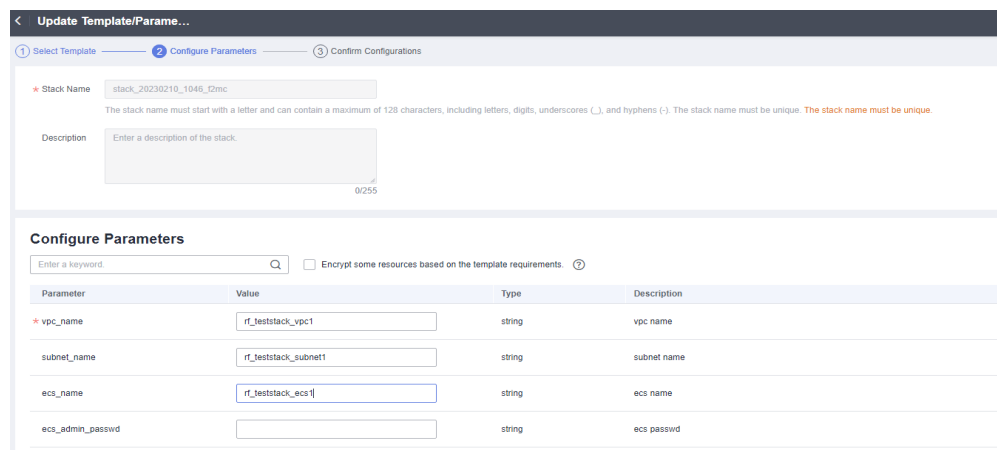 Update Template/Parame...
1 Select Template 2 Configure Parameters 3 Confirm Configurations
* Stack Name stack_20230210_1046_f2mc
The stack name must start with a letter and can contain a maximum of 128 characters, including letters, digits, underscores (_), and hyphens (-). The stack name must be unique. The stack name must be unique.
Description Enter a description of the stack.
0/255
Configure Parameters
Enter a keyword. Encrypt some resources based on the template requirements. ?
Parameter Value Type Description
* vpc_name rf_teststack_vpc1 string vpc name
subnet_name rf_teststack_subnet1 string subnet name
ecs_name rf_teststack_ecs1 string ecs name
ecs_admin_passwd string ecs passwd